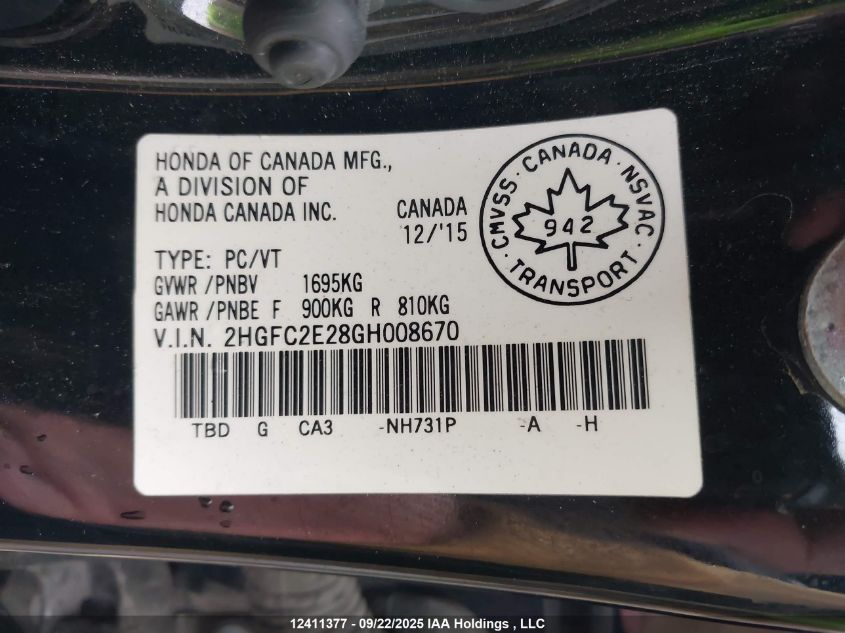 HONDA OF CANADA MFG.,
A DIVISION OF
HONDA CANADA INC.
CANADA
12/'15
CMVSS · CANADA · NSVAC
942
· TRANSPORT ·
TYPE: PC/VT
GVWR /PNBV 1695KG
GAWR /PNBE F 900KG R 810KG
V.I.N. 2HGFC2E28GH008670
TBD G CA3 -NH731P -A -H
12411377 - 09/22/2025 IAA Holdings , LLC